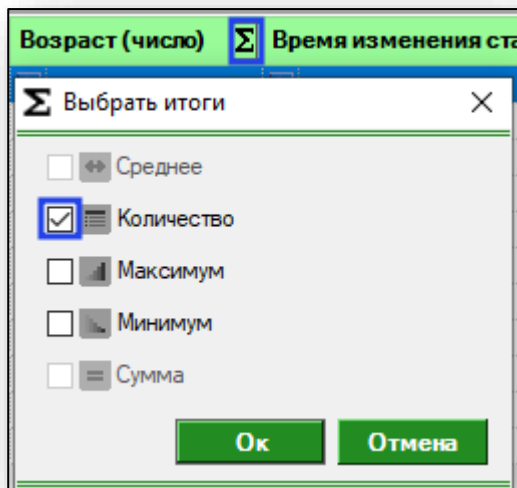 Возраст (число) Σ Время изменения ста
Σ Выбрать итоги
Среднее
Количество
Максимум
Минимум
Сумма
Ок Отмена